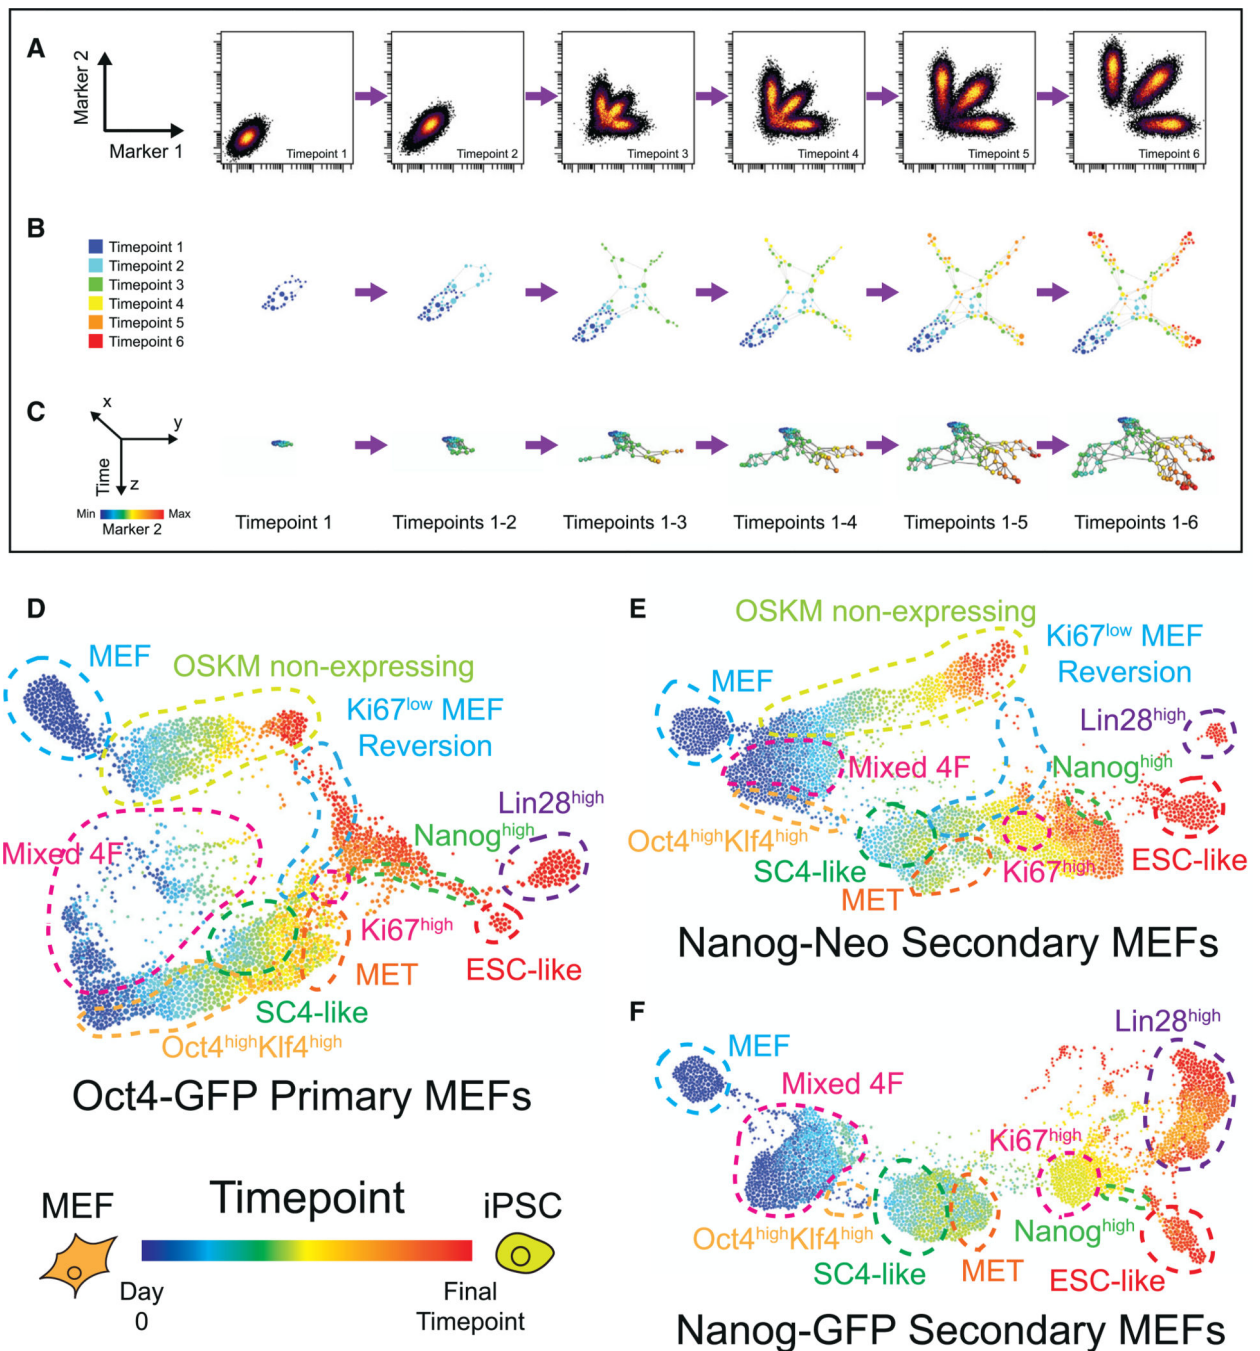 A
Marker 2
Marker 1
Timepoint 1
Timepoint 2
Timepoint 3
Timepoint 4
Timepoint 5
Timepoint 6
B
Timepoint 1
Timepoint 2
Timepoint 3
Timepoint 4
Timepoint 5
Timepoint 6
C
x
y
Time
z
Min
Max
Marker 2
Timepoint 1
Timepoints 1-2
Timepoints 1-3
Timepoints 1-4
Timepoints 1-5
Timepoints 1-6
D
MEF
OSKM non-expressing
Ki67low MEF
Reversion
Lin28high
Nanoghigh
Mixed 4F
Ki67high
ESC-like
MET
SC4-like
Oct4highKlf4high
Oct4-GFP Primary MEFs
E
OSKM non-expressing
Ki67low MEF
Reversion
MEF
Lin28high
Mixed 4F
Nanoghigh
Oct4highKlf4high
SC4-like
Ki67high
ESC-like
MET
Nanog-Neo Secondary MEFs
F
Lin28high
MEF
Mixed 4F
Ki67high
Oct4highKlf4high
Nanoghigh
SC4-like
MET
ESC-like
Nanog-GFP Secondary MEFs
MEF
Timepoint
iPSC
Day
0
Final
Timepoint